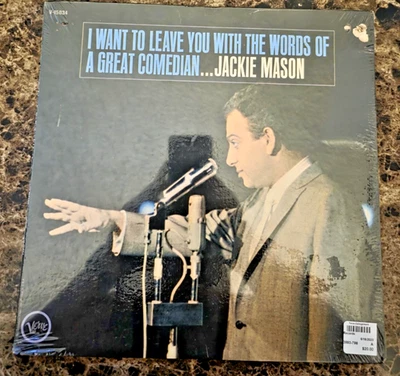 I WANT TO LEAVE YOU WITH THE WORDS OF
A GREAT COMEDIAN...JACKIE MASON
Verve